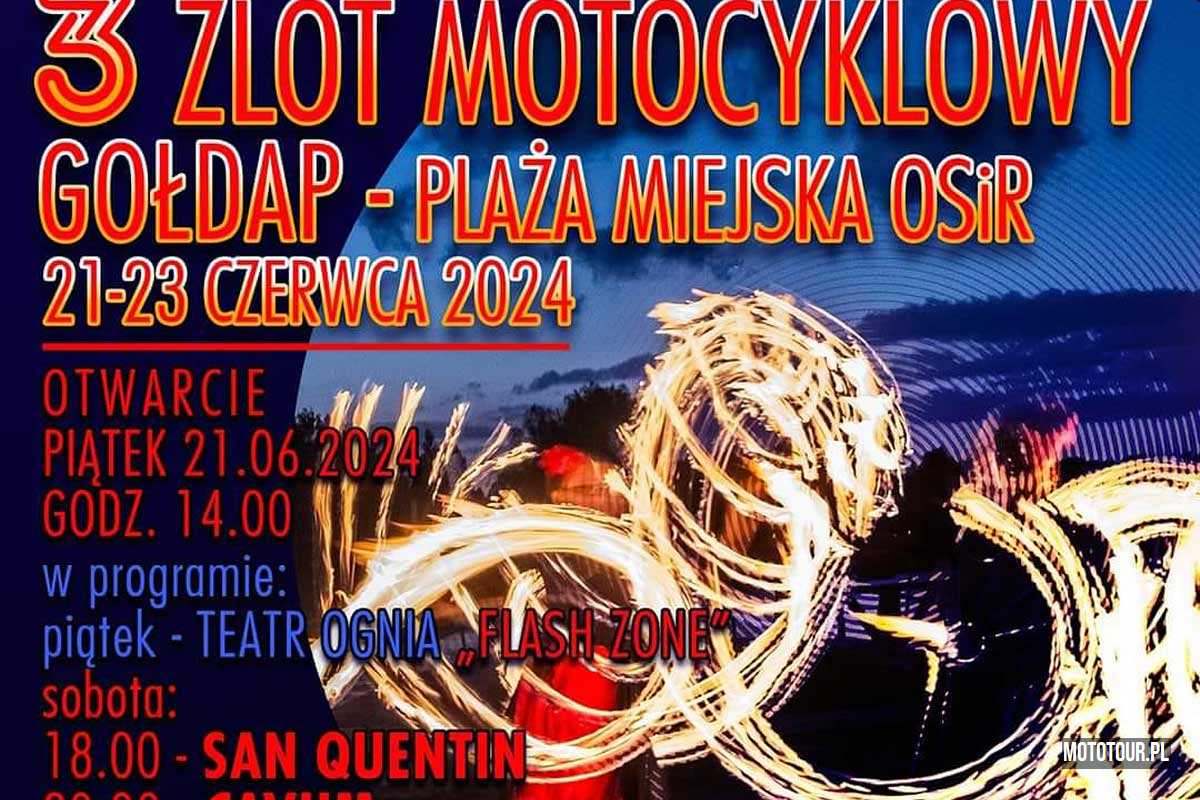 3 ZLOT MOTOCYKLOWY
GOŁDAP - PLAŻA MIEJSKA OSiR
21-23 CZERWCA 2024
OTWARCIE
PIĄTEK 21.06.2024
GODZ. 14.00
w programie:
piątek - TEATR OGNIA „FLASH ZONE”
sobota:
18.00 - SAN QUENTIN
MOTOTOUR.PL